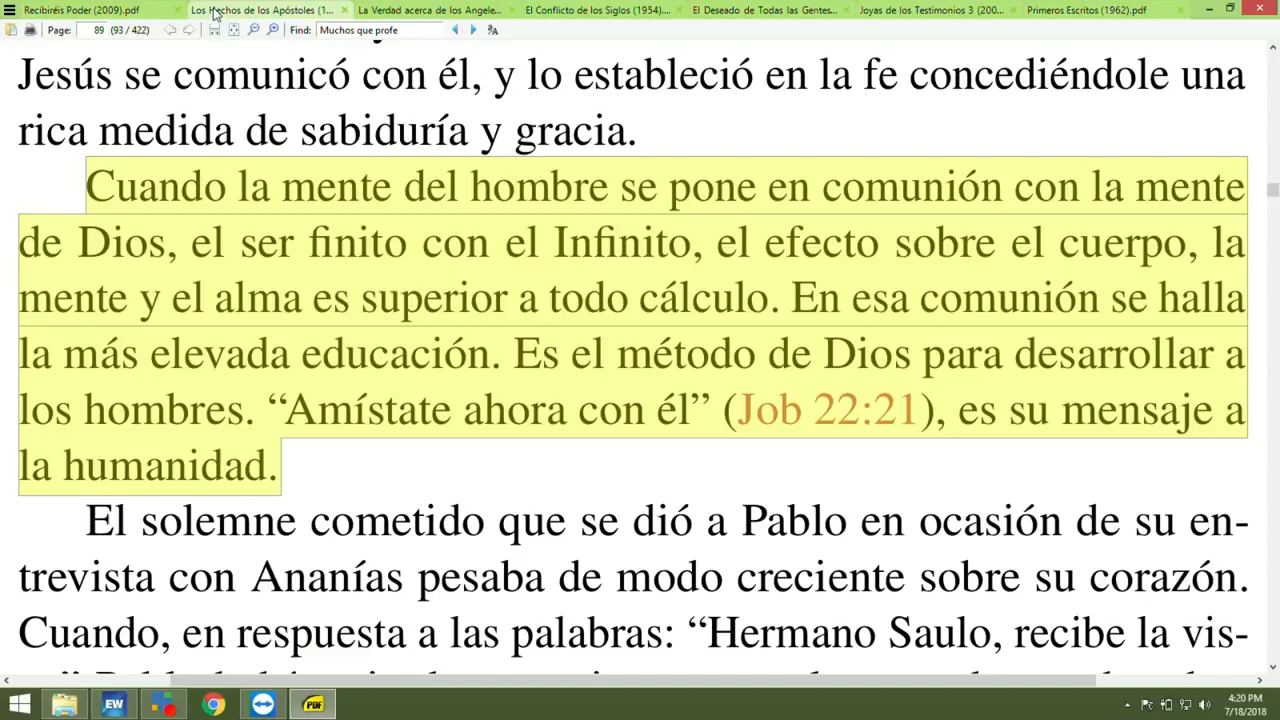 Recibiréis Poder (2009).pdf
Los Hechos de los Apóstoles (1...
La Verdad acerca de los Angele...
El Conflicto de los Siglos (1954)....
El Deseado de Todas las Gentes...
Joyas de los Testimonios 3 (200...
Primeros Escritos (1962).pdf
Page: 89 (93 / 422) Find: Muchos que profe
Jesús se comunicó con él, y lo estableció en la fe concediéndole una
rica medida de sabiduría y gracia.
Cuando la mente del hombre se pone en comunión con la mente
de Dios, el ser finito con el Infinito, el efecto sobre el cuerpo, la
mente y el alma es superior a todo cálculo. En esa comunión se halla
la más elevada educación. Es el método de Dios para desarrollar a
los hombres. “Amístate ahora con él” (Job 22:21), es su mensaje a
la humanidad.
El solemne cometido que se dió a Pablo en ocasión de su en-
trevista con Ananías pesaba de modo creciente sobre su corazón.
Cuando, en respuesta a las palabras: “Hermano Saulo, recibe la vis-
EW
PDF
4:20 PM
7/18/2018